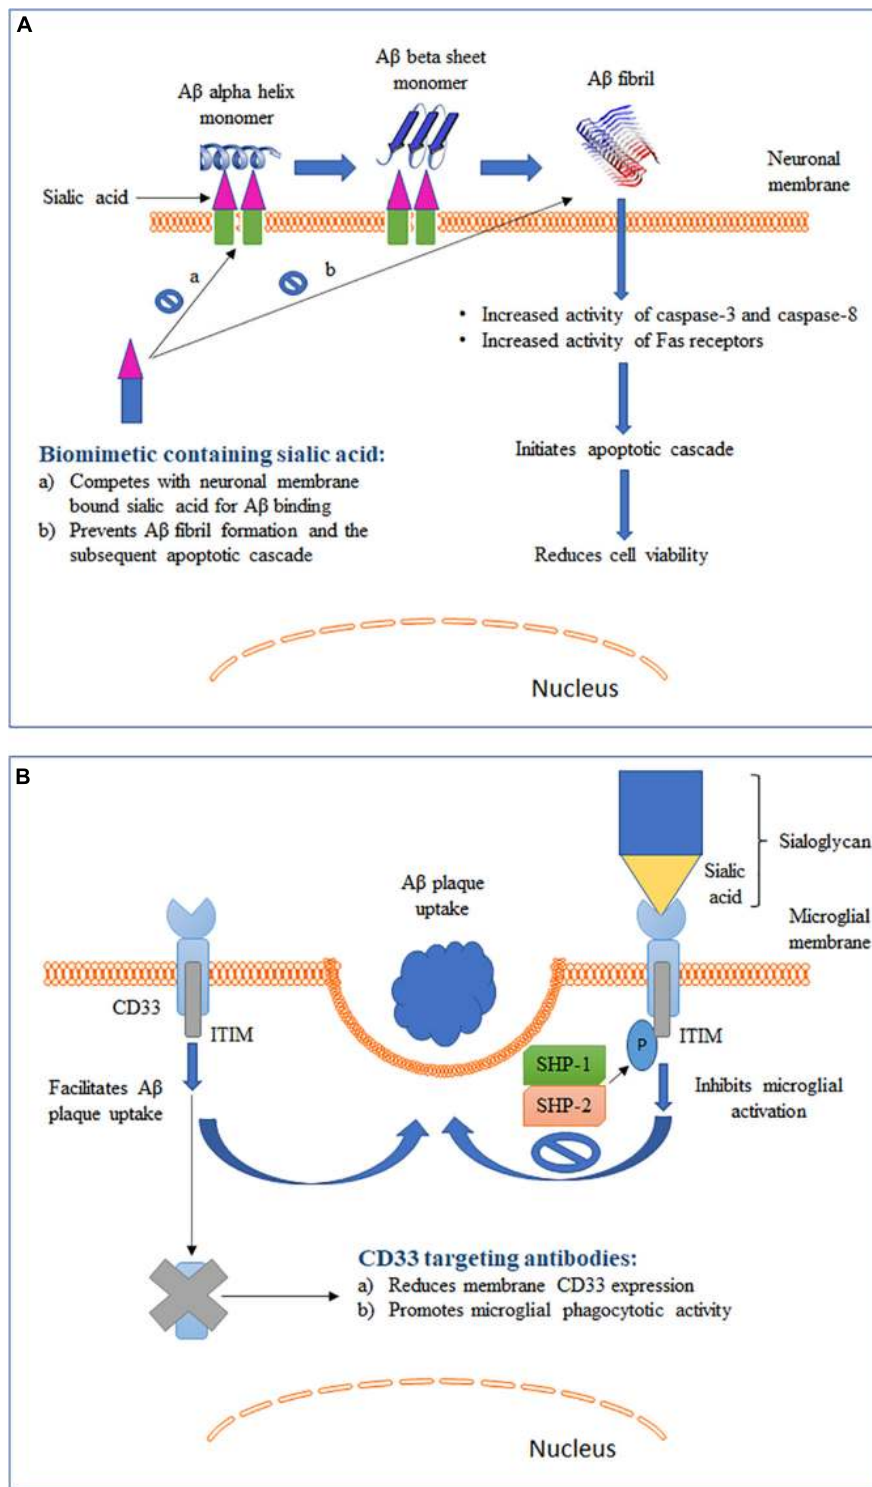 A
Aβ alpha helix
monomer
Aβ beta sheet
monomer
Aβ fibril
Neuronal
membrane
Sialic acid
a
b
• Increased activity of caspase-3 and caspase-8
• Increased activity of Fas receptors
Initiates apoptotic cascade
Reduces cell viability
Biomimetic containing sialic acid:
a) Competes with neuronal membrane
bound sialic acid for Aβ binding
b) Prevents Aβ fibril formation and the
subsequent apoptotic cascade
Nucleus
B
Sialoglycan
Sialic
acid
Aβ plaque
uptake
Microglial
membrane
CD33
ITIM
P
ITIM
SHP-1
SHP-2
Facilitates Aβ
plaque uptake
Inhibits microglial
activation
CD33 targeting antibodies:
a) Reduces membrane CD33 expression
b) Promotes microglial phagocytotic activity
Nucleus